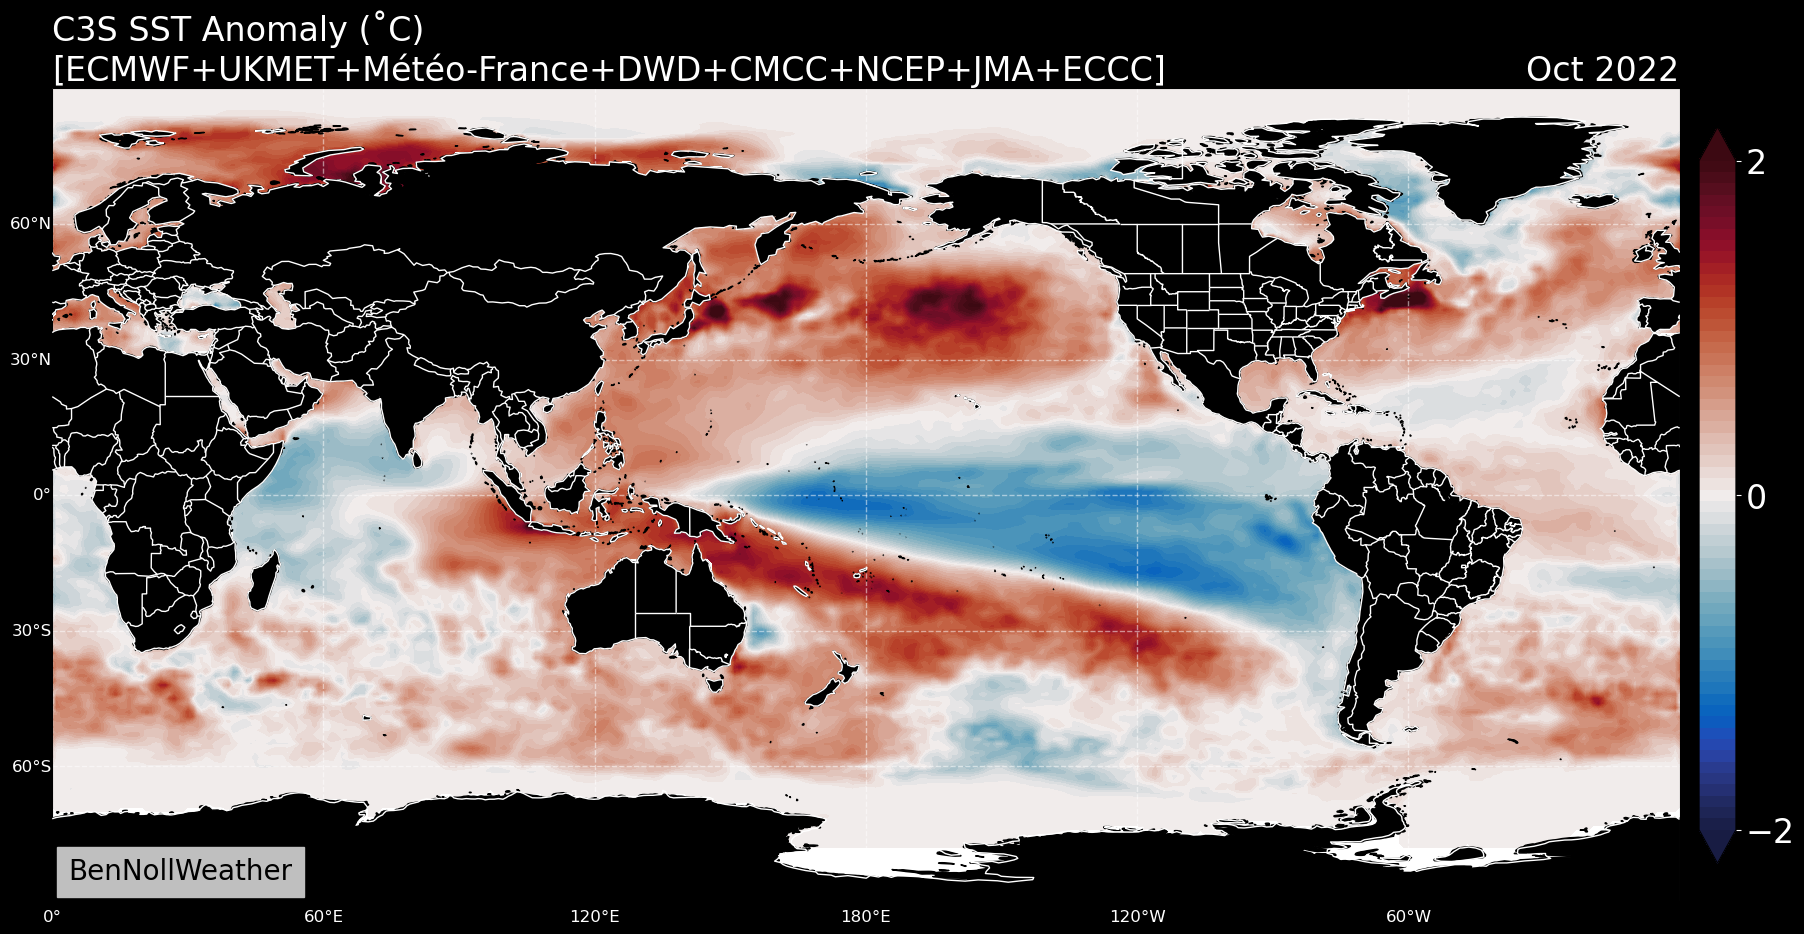 C3S SST Anomaly (˚C)
[ECMWF+UKMET+Météo-France+DWD+CMCC+NCEP+JMA+ECCC]
Oct 2022
2
60°N
30°N
0°
0
30°S
60°S
−2
BenNollWeather
0°
60°E
120°E
180°E
120°W
60°W